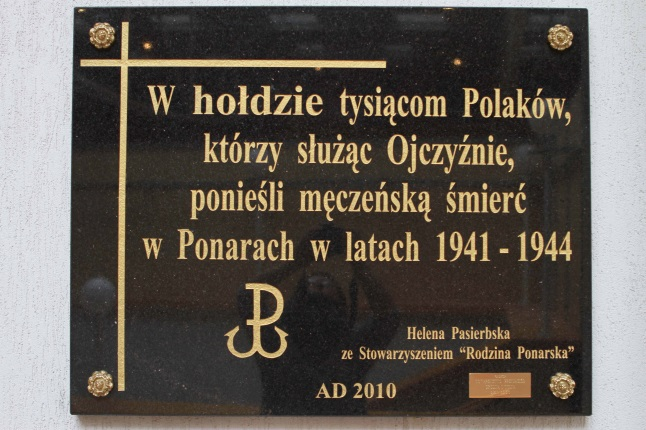 W hołdzie tysiącom Polaków,
którzy służąc Ojczyźnie,
ponieśli męczeńską śmierć
w Ponarach w latach 1941 - 1944
Helena Pasierbska
ze Stowarzyszeniem "Rodzina Ponarska"
AD 2010